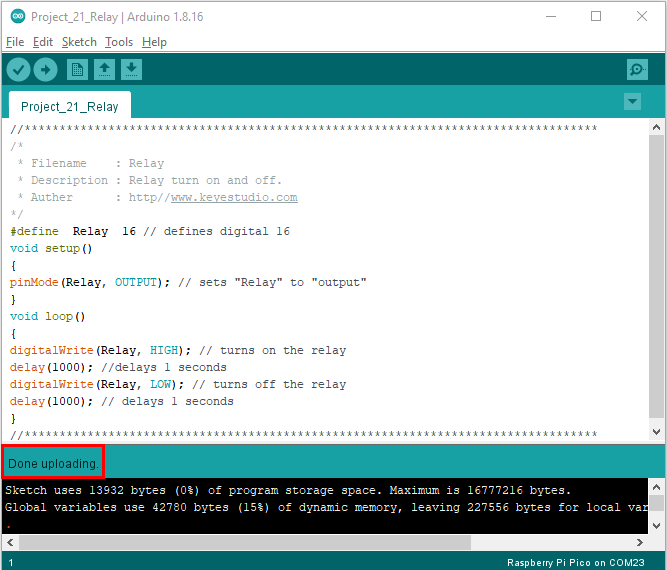 Project_21_Relay | Arduino 1.8.16
File Edit Sketch Tools Help
Project_21_Relay
//**********************************************************************************
/*
 * Filename    : Relay
 * Description : Relay turn on and off.
 * Auther      : http//www.keyestudio.com
*/
#define  Relay  16 // defines digital 16
void setup()
{
pinMode(Relay, OUTPUT); // sets "Relay" to "output"
}
void loop()
{
digitalWrite(Relay, HIGH); // turns on the relay
delay(1000); //delays 1 seconds
digitalWrite(Relay, LOW); // turns off the relay
delay(1000); // delays 1 seconds
}
//**********************************************************************************
Done uploading.
Sketch uses 13932 bytes (0%) of program storage space. Maximum is 16777216 bytes.
Global variables use 42780 bytes (15%) of dynamic memory, leaving 227556 bytes for local var
.
1 Raspberry Pi Pico on COM23